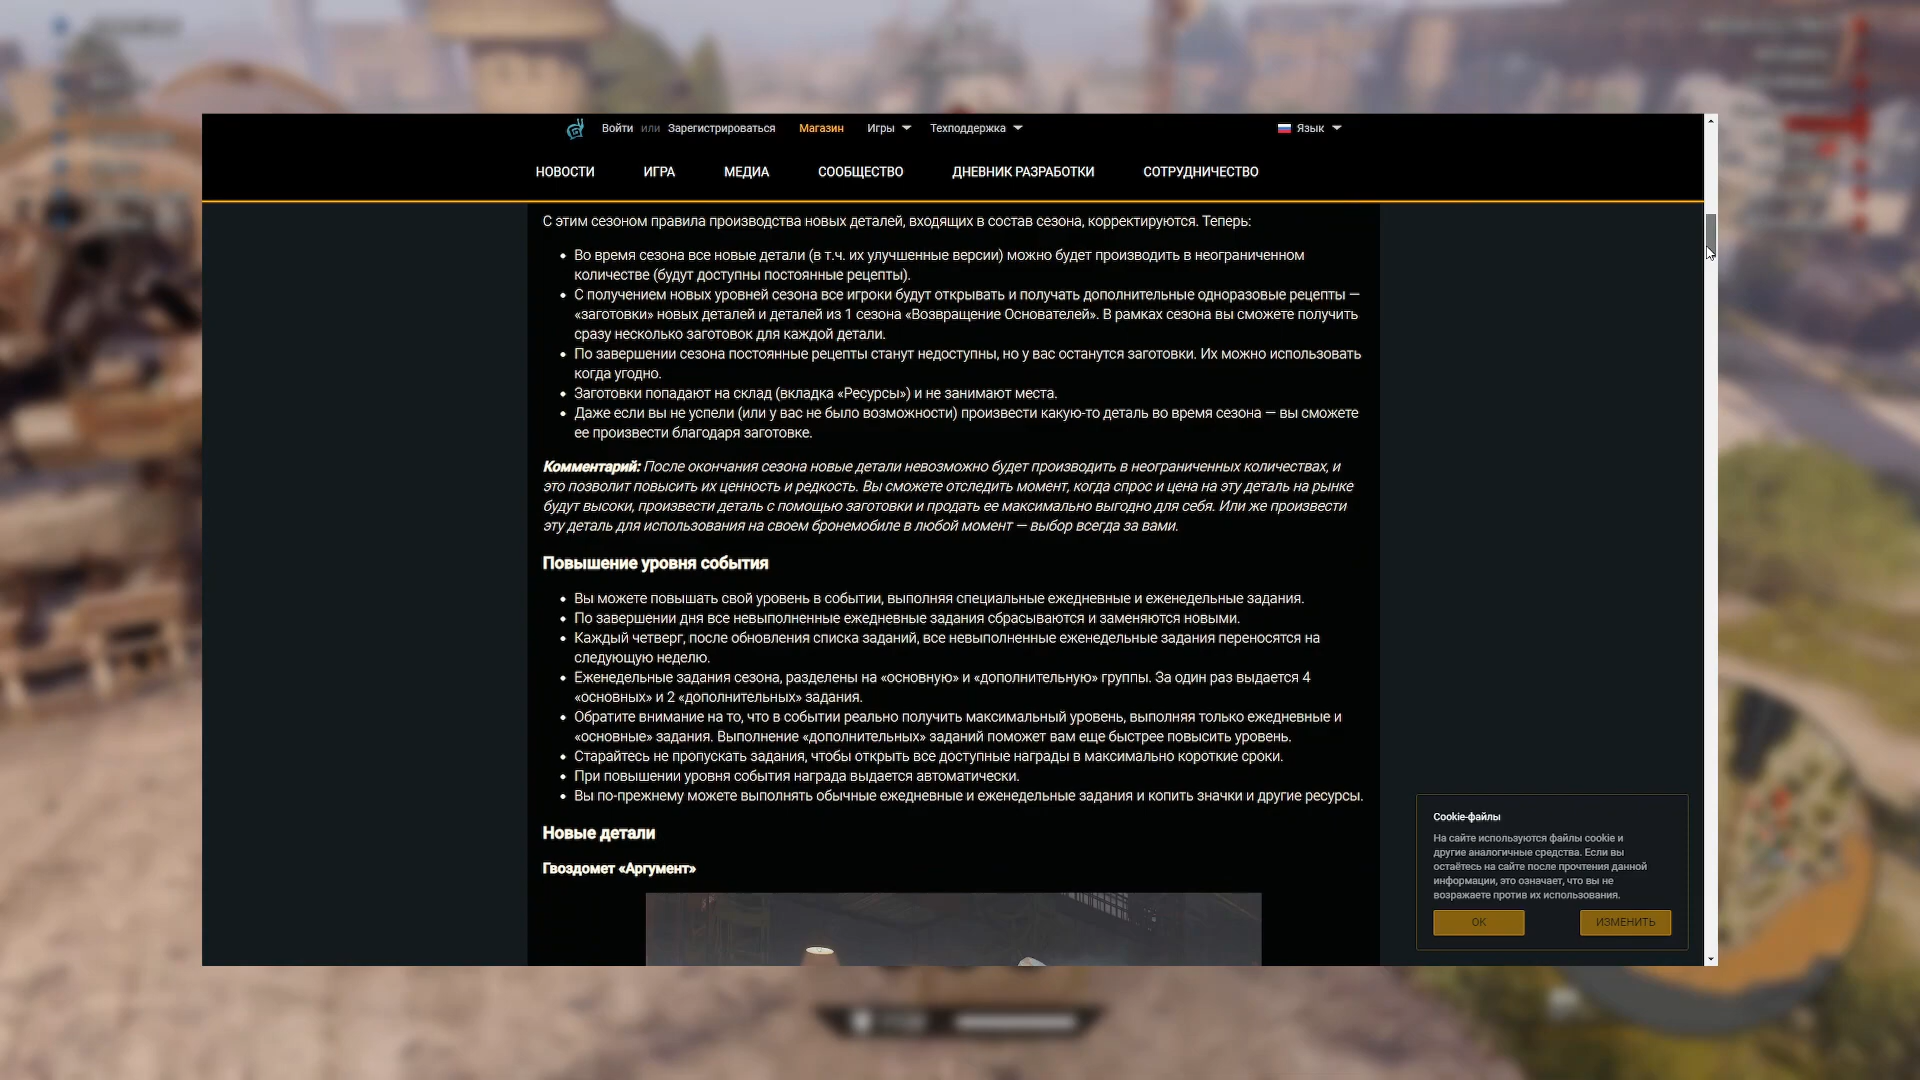 Войти или Зарегистрироваться Магазин Игры Техподдержка Язык
НОВОСТИ ИГРА МЕДИА СООБЩЕСТВО ДНЕВНИК РАЗРАБОТКИ СОТРУДНИЧЕСТВО
С этим сезоном правила производства новых деталей, входящих в состав сезона, корректируются. Теперь:
Во время сезона все новые детали (в т.ч. их улучшенные версии) можно будет производить в неограниченном
количестве (будут доступны постоянные рецепты).
С получением новых уровней сезона все игроки будут открывать и получать дополнительные одноразовые рецепты —
«заготовки» новых деталей и деталей из 1 сезона «Возвращение Основателей». В рамках сезона вы сможете получить
сразу несколько заготовок для каждой детали.
По завершении сезона постоянные рецепты станут недоступны, но у вас останутся заготовки. Их можно использовать
когда угодно.
Заготовки попадают на склад (вкладка «Ресурсы») и не занимают места.
Даже если вы не успели (или у вас не было возможности) произвести какую-то деталь во время сезона — вы сможете
ее произвести благодаря заготовке.
Комментарий: После окончания сезона новые детали невозможно будет производить в неограниченных количествах, и
это позволит повысить их ценность и редкость. Вы сможете отследить момент, когда спрос и цена на эту деталь на рынке
будут высоки, произвести деталь с помощью заготовки и продать ее максимально выгодно для себя. Или же произвести
эту деталь для использования на своем бронемобиле в любой момент — выбор всегда за вами.
Повышение уровня события
Вы можете повышать свой уровень в событии, выполняя специальные ежедневные и еженедельные задания.
По завершении дня все невыполненные ежедневные задания сбрасываются и заменяются новыми.
Каждый четверг, после обновления списка заданий, все невыполненные еженедельные задания переносятся на
следующую неделю.
Еженедельные задания сезона, разделены на «основную» и «дополнительную» группы. За один раз выдается 4
«основных» и 2 «дополнительных» задания.
Обратите внимание на то, что в событии реально получить максимальный уровень, выполняя только ежедневные и
«основные» задания. Выполнение «дополнительных» заданий поможет вам еще быстрее повысить уровень.
Старайтесь не пропускать задания, чтобы открыть все доступные награды в максимально короткие сроки.
При повышении уровня события награда выдается автоматически.
Вы по-прежнему можете выполнять обычные ежедневные и еженедельные задания и копить значки и другие ресурсы.
Новые детали
Гвоздомет «Аргумент»
Cookie-файлы
На сайте используются файлы cookie и
другие аналогичные средства. Если вы
остаётесь на сайте после прочтения данной
информации, это означает, что вы не
возражаете против их использования.
ОК ИЗМЕНИТЬ